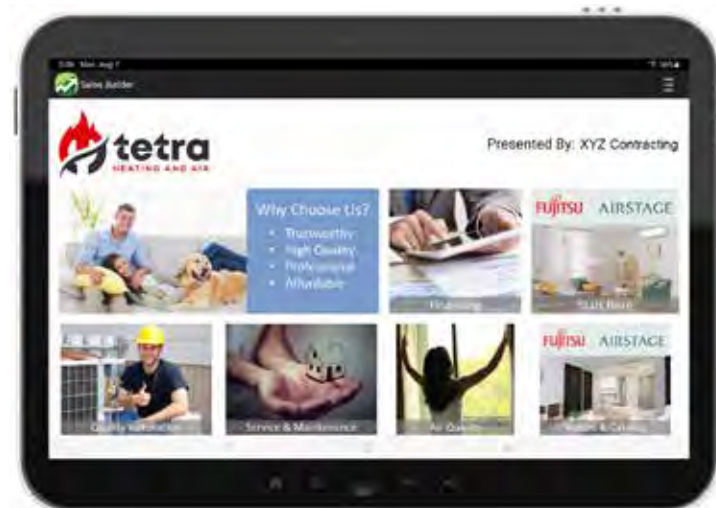 Sales Builder
tetra
HEATING AND AIR
Presented By: XYZ Contracting
Why Choose Us?
• Trustworthy
• High Quality
• Professional
• Affordable
Financing
FUJITSU AIRSTAGE
Start Here
Quality Installation
Service & Maintenance
Air Quality
FUJITSU AIRSTAGE